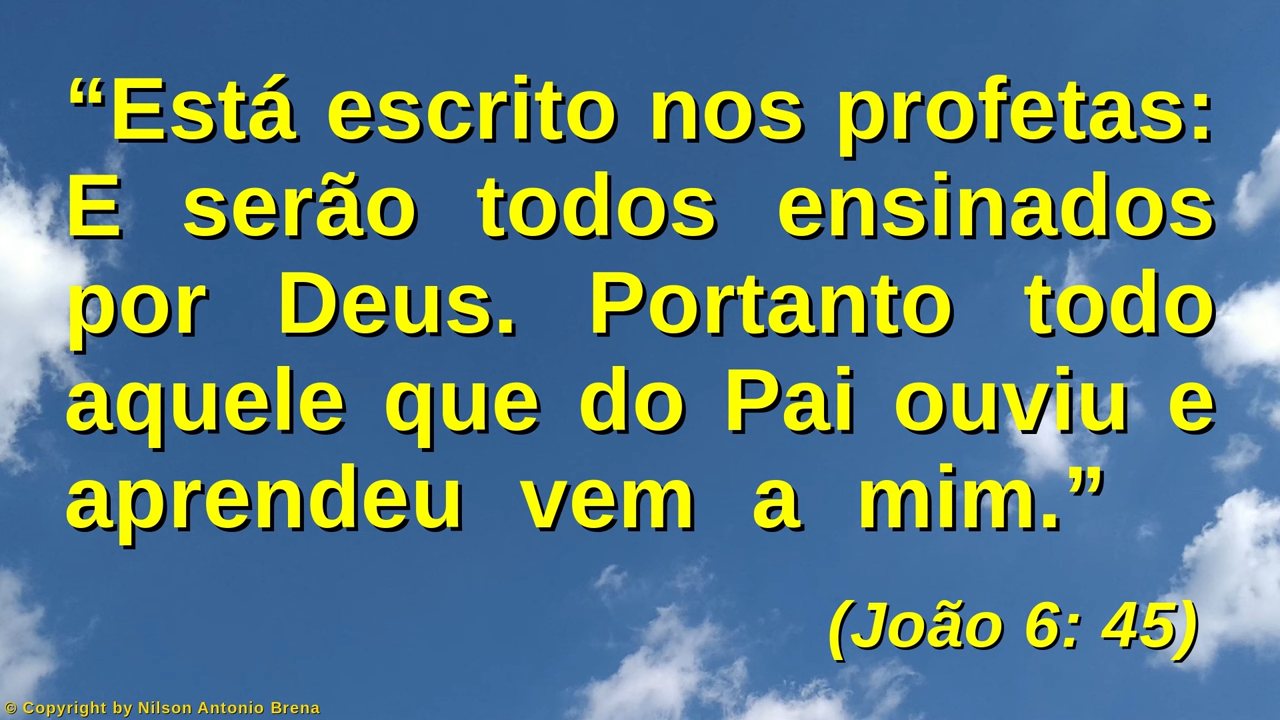 “Está escrito nos profetas:
E serão todos ensinados
por Deus. Portanto todo
aquele que do Pai ouviu e
aprendeu vem a mim.”
(João 6: 45)
© Copyright by Nilson Antonio Brena